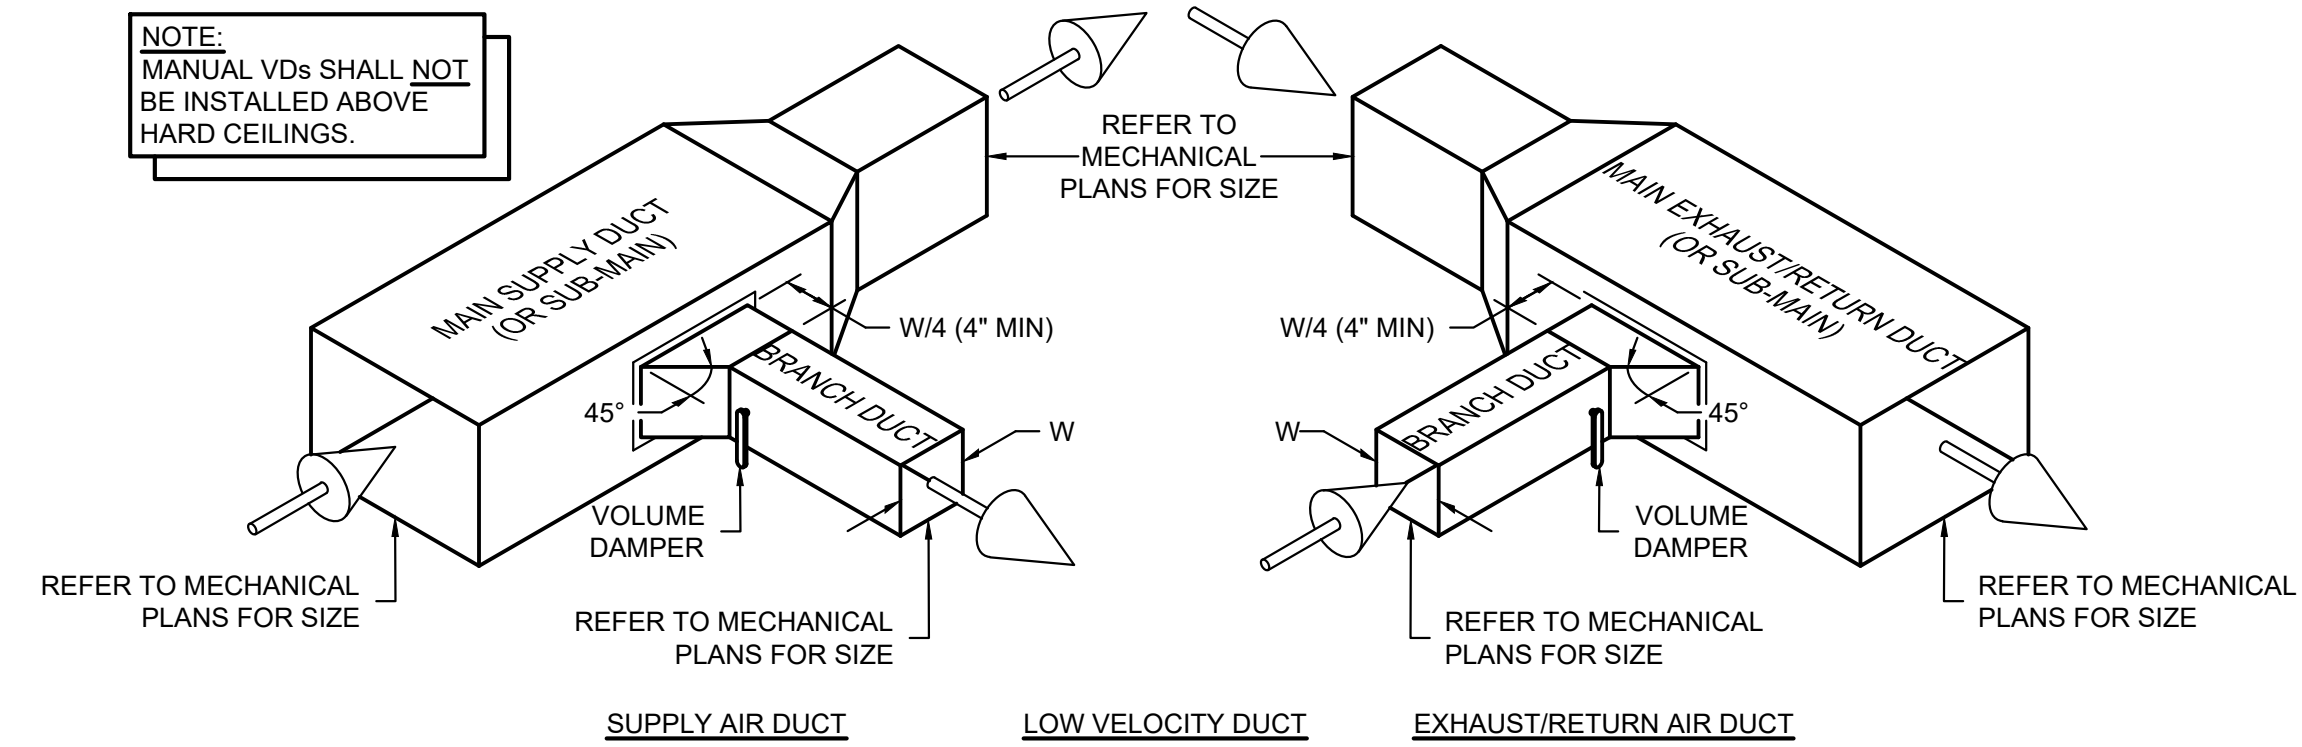 NOTE:
MANUAL VDs SHALL NOT
BE INSTALLED ABOVE
HARD CEILINGS.
REFER TO
MECHANICAL
PLANS FOR SIZE
MAIN SUPPLY DUCT
(OR SUB-MAIN)
MAIN EXHAUST/RETURN DUCT
(OR SUB-MAIN)
W/4 (4" MIN)
W/4 (4" MIN)
BRANCH DUCT
BRANCH DUCT
45°
45°
W
W
VOLUME
DAMPER
VOLUME
DAMPER
REFER TO MECHANICAL
PLANS FOR SIZE
REFER TO MECHANICAL
PLANS FOR SIZE
REFER TO MECHANICAL
PLANS FOR SIZE
REFER TO MECHANICAL
PLANS FOR SIZE
SUPPLY AIR DUCT
LOW VELOCITY DUCT
EXHAUST/RETURN AIR DUCT